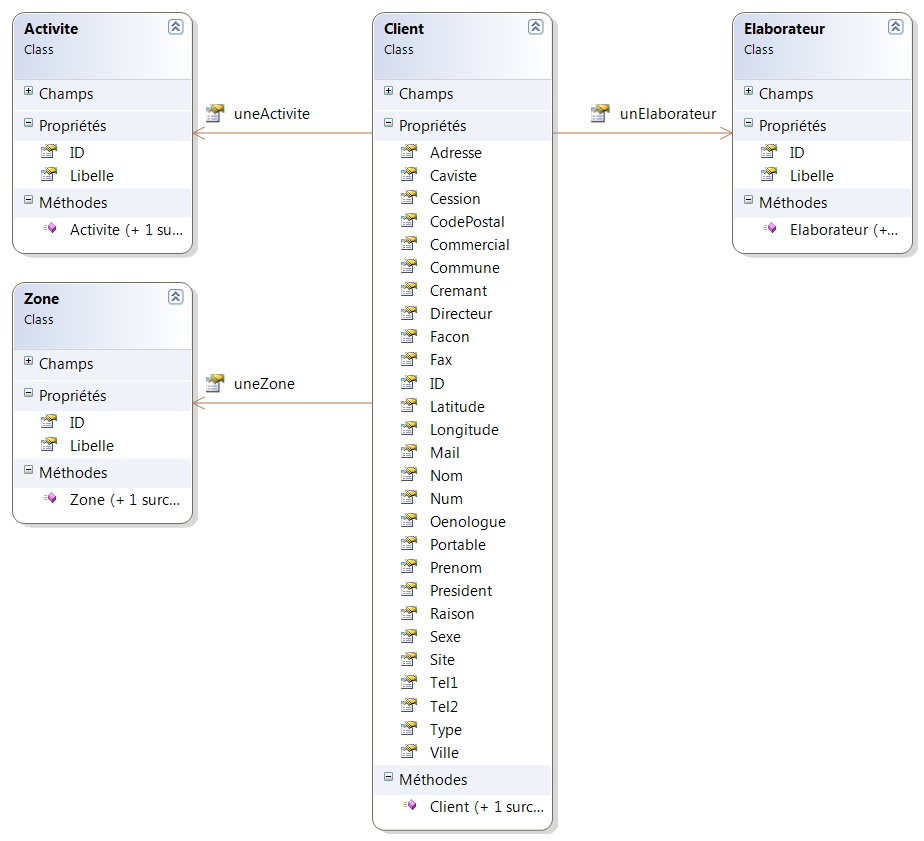 Activite
Class
Champs
Propriétés
ID
Libelle
Méthodes
Activite (+ 1 sur...
uneActivite
Zone
Class
Champs
Propriétés
ID
Libelle
Méthodes
Zone (+ 1 surc...
uneZone
Client
Class
Champs
Propriétés
Adresse
Caviste
Cession
CodePostal
Commercial
Commune
Cremant
Directeur
Facon
Fax
ID
Latitude
Longitude
Mail
Nom
Num
Oenologue
Portable
Prenom
President
Raison
Sexe
Site
Tel1
Tel2
Type
Ville
Méthodes
Client (+ 1 surc...
unElaborateur
Elaborateur
Class
Champs
Propriétés
ID
Libelle
Méthodes
Elaborateur (+...